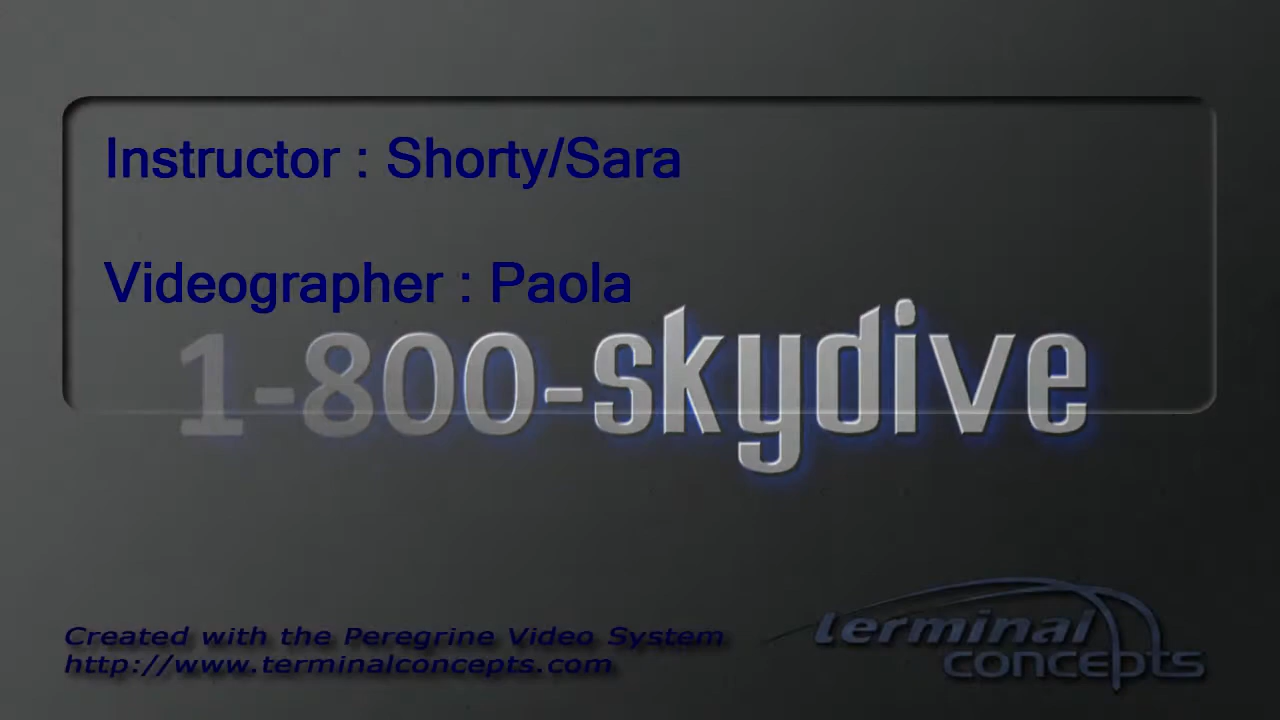 Instructor : Shorty/Sara
Videographer : Paola
1-800-skydive
Created with the Peregrine Video System
http://www.terminalconcepts.com
terminal
concepts